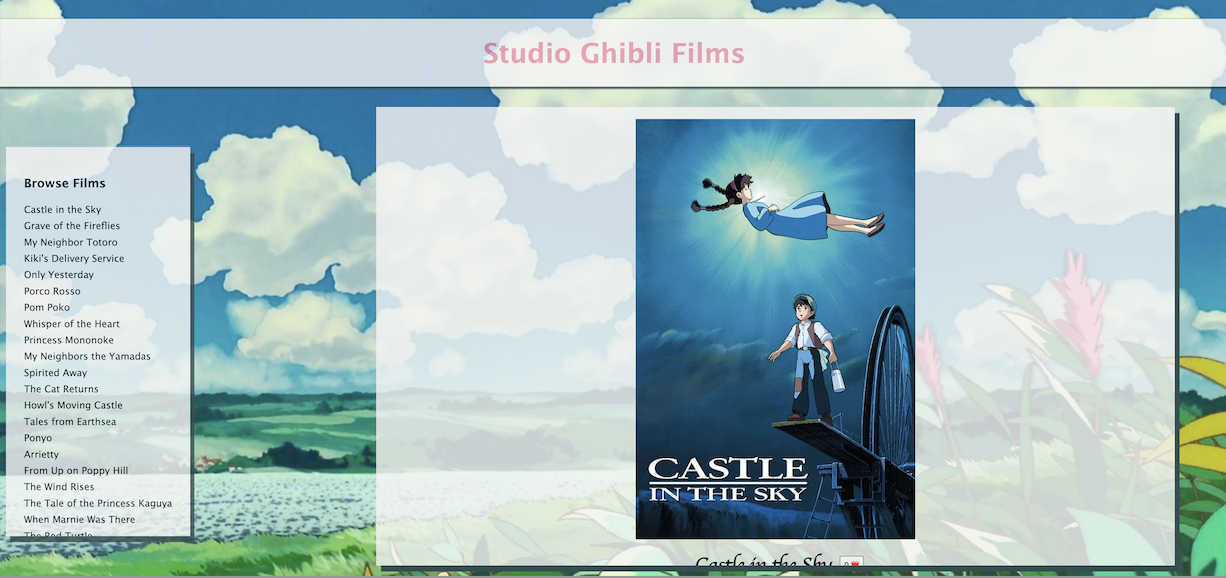 Studio Ghibli Films
Browse Films
Castle in the Sky
Grave of the Fireflies
My Neighbor Totoro
Kiki's Delivery Service
Only Yesterday
Porco Rosso
Pom Poko
Whisper of the Heart
Princess Mononoke
My Neighbors the Yamadas
Spirited Away
The Cat Returns
Howl's Moving Castle
Tales from Earthsea
Ponyo
Arrietty
From Up on Poppy Hill
The Wind Rises
The Tale of the Princess Kaguya
When Marnie Was There
The Red Turtle
CASTLE
IN THE SKY
Castle in the Sky